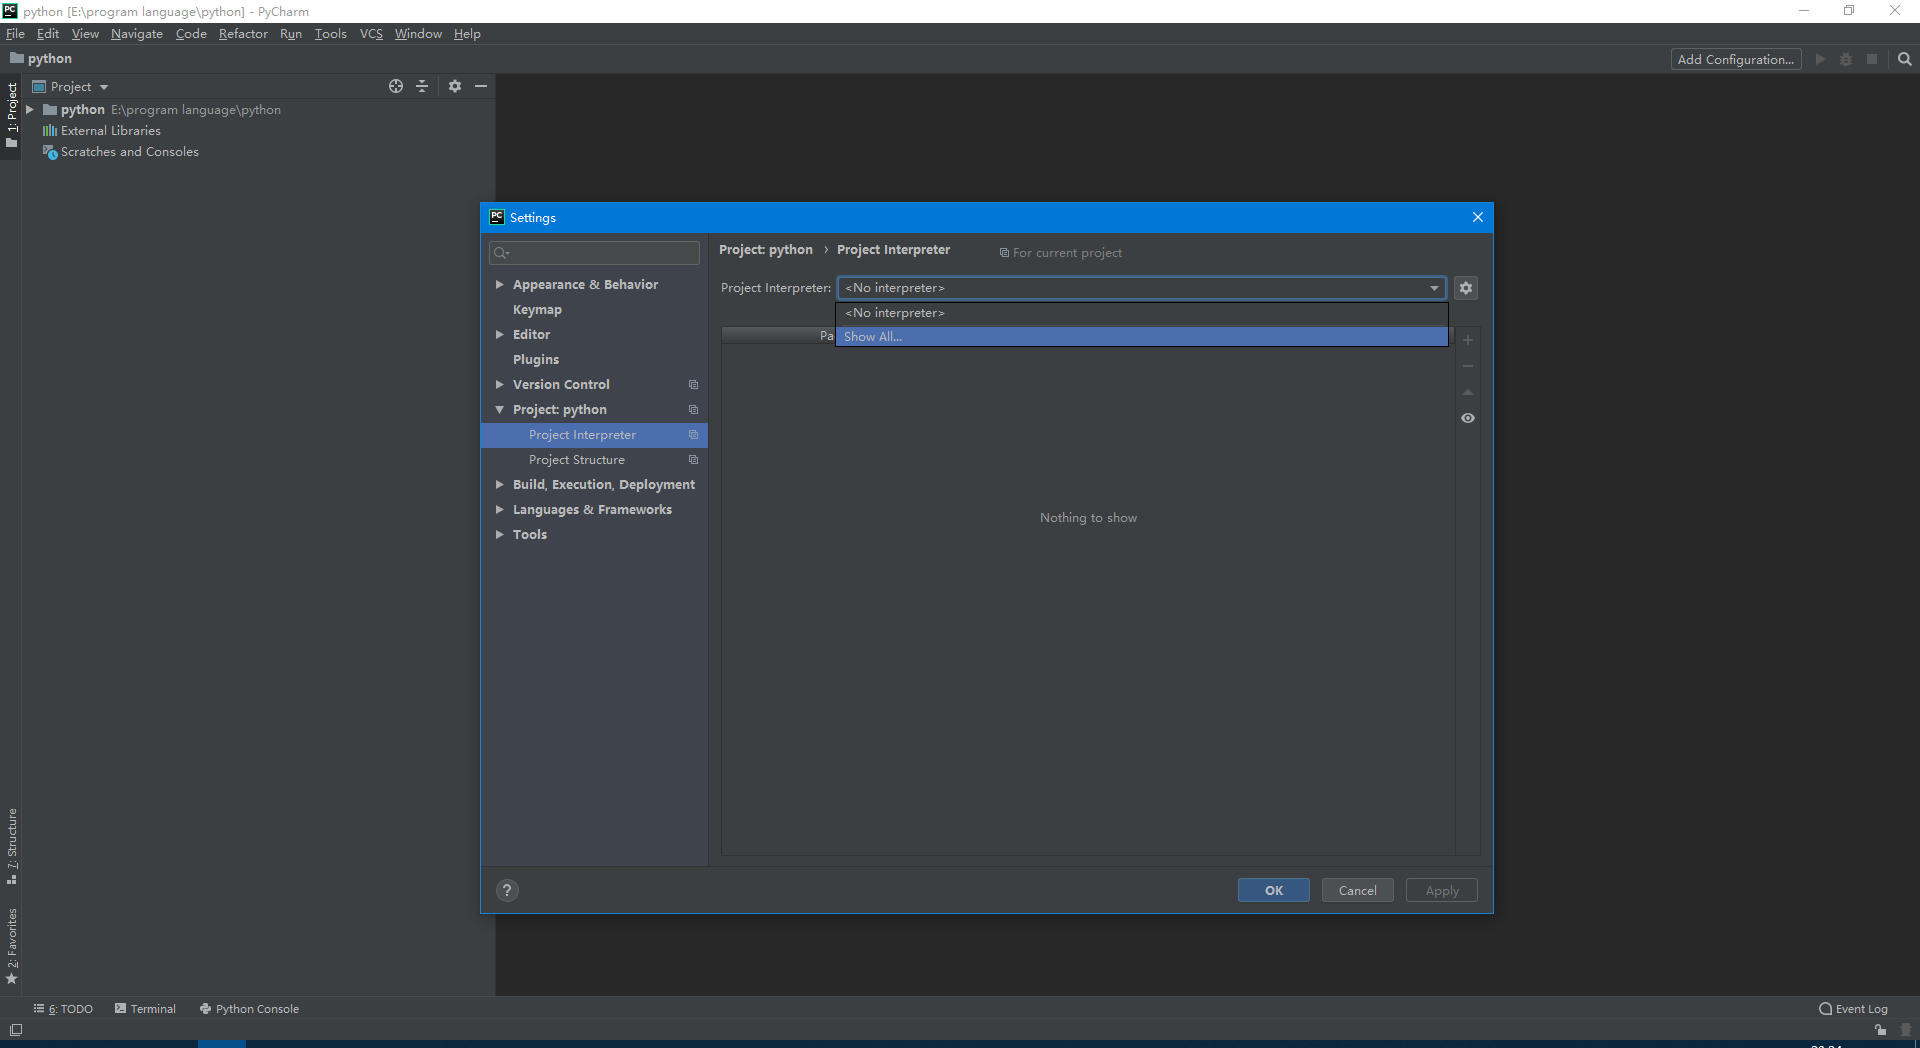 python [E:\program language\python] - PyCharm
File Edit View Navigate Code Refactor Run Tools VCS Window Help
python
Add Configuration...
1: Project
Project
python E:\program language\python
External Libraries
Scratches and Consoles
Settings
Appearance & Behavior
Keymap
Editor
Plugins
Version Control
Project: python
Project Interpreter
Project Structure
Build, Execution, Deployment
Languages & Frameworks
Tools
Project: python › Project Interpreter
For current project
Project Interpreter: <No interpreter>
<No interpreter>
Show All...
Pa
Nothing to show
?
OK Cancel Apply
7: Structure
2: Favorites
6: TODO Terminal Python Console
Event Log